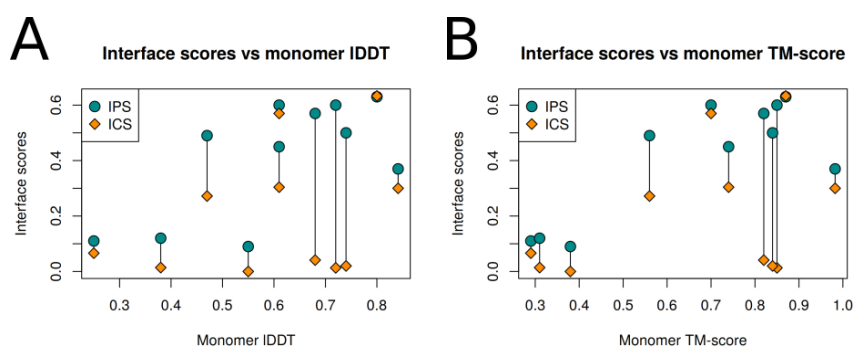 A
Interface scores vs monomer lDDT
IPS
ICS
Interface scores
0.6
0.4
0.2
0.0
0.3 0.4 0.5 0.6 0.7 0.8
Monomer lDDT
B
Interface scores vs monomer TM-score
IPS
ICS
Interface scores
0.6
0.4
0.2
0.0
0.3 0.4 0.5 0.6 0.7 0.8 0.9 1.0
Monomer TM-score